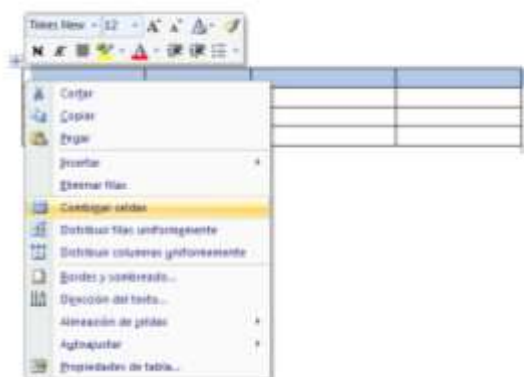 Times New 12 A A A
N K
Cortar
Copiar
Pegar
Insertar
Eliminar filas
Combinar celdas
Distribuir filas uniformemente
Distribuir columnas uniformemente
Bordes y sombreado...
Dirección del texto...
Alineación de celdas
Autoajustar
Propiedades de tabla...